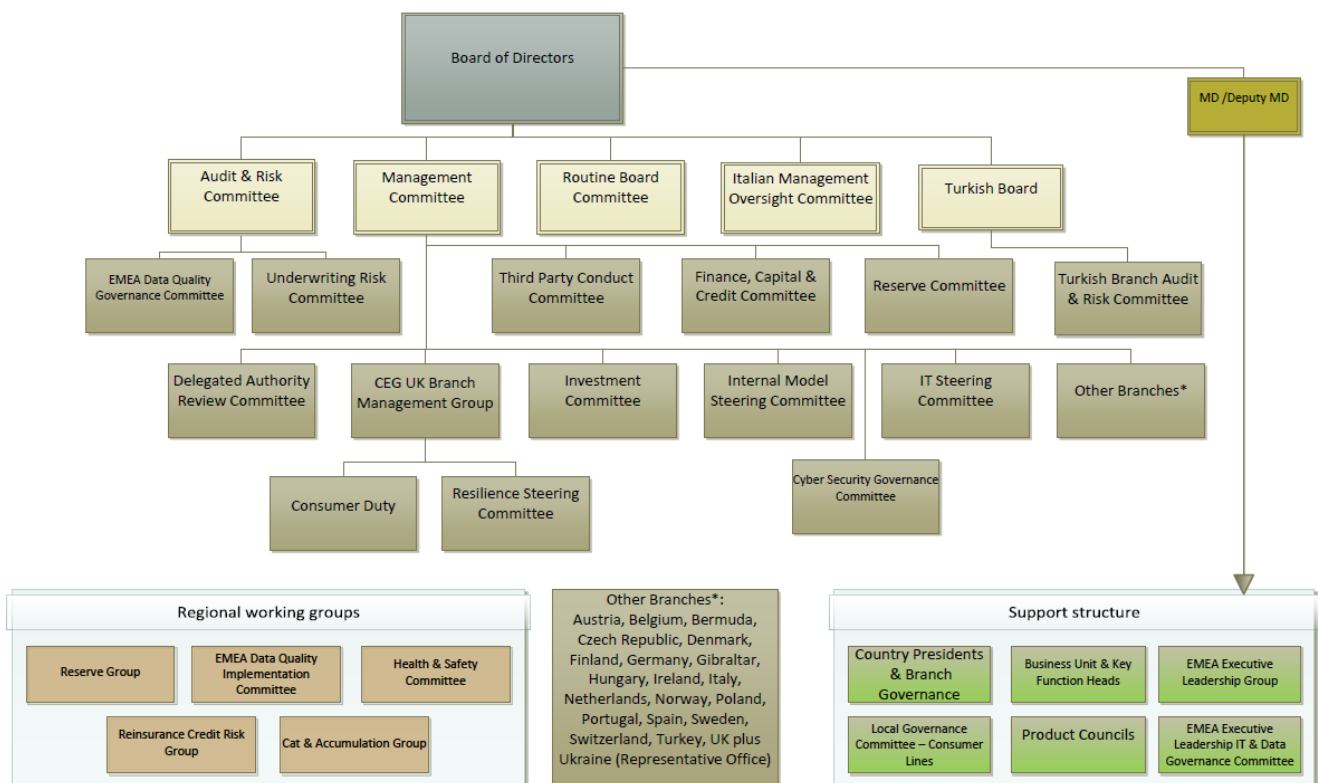 Board of Directors
MD /Deputy MD
Audit & Risk
Committee
Management
Committee
Routine Board
Committee
Italian Management
Oversight Committee
Turkish Board
EMEA Data Quality
Governance Committee
Underwriting Risk
Committee
Third Party Conduct
Committee
Finance, Capital &
Credit Committee
Reserve Committee
Turkish Branch Audit
& Risk Committee
Delegated Authority
Review Committee
CEG UK Branch
Management Group
Investment
Committee
Internal Model
Steering Committee
IT Steering
Committee
Other Branches*
Consumer Duty
Resilience Steering
Committee
Cyber Security Governance
Committee
Regional working groups
Reserve Group
EMEA Data Quality
Implementation
Committee
Health & Safety
Committee
Reinsurance Credit Risk
Group
Cat & Accumulation Group
Other Branches*:
Austria, Belgium, Bermuda,
Czech Republic, Denmark,
Finland, Germany, Gibraltar,
Hungary, Ireland, Italy,
Netherlands, Norway, Poland,
Portugal, Spain, Sweden,
Switzerland, Turkey, UK plus
Ukraine (Representative Office)
Support structure
Country Presidents
& Branch
Governance
Business Unit & Key
Function Heads
EMEA Executive
Leadership Group
Local Governance
Committee – Consumer
Lines
Product Councils
EMEA Executive
Leadership IT & Data
Governance Committee